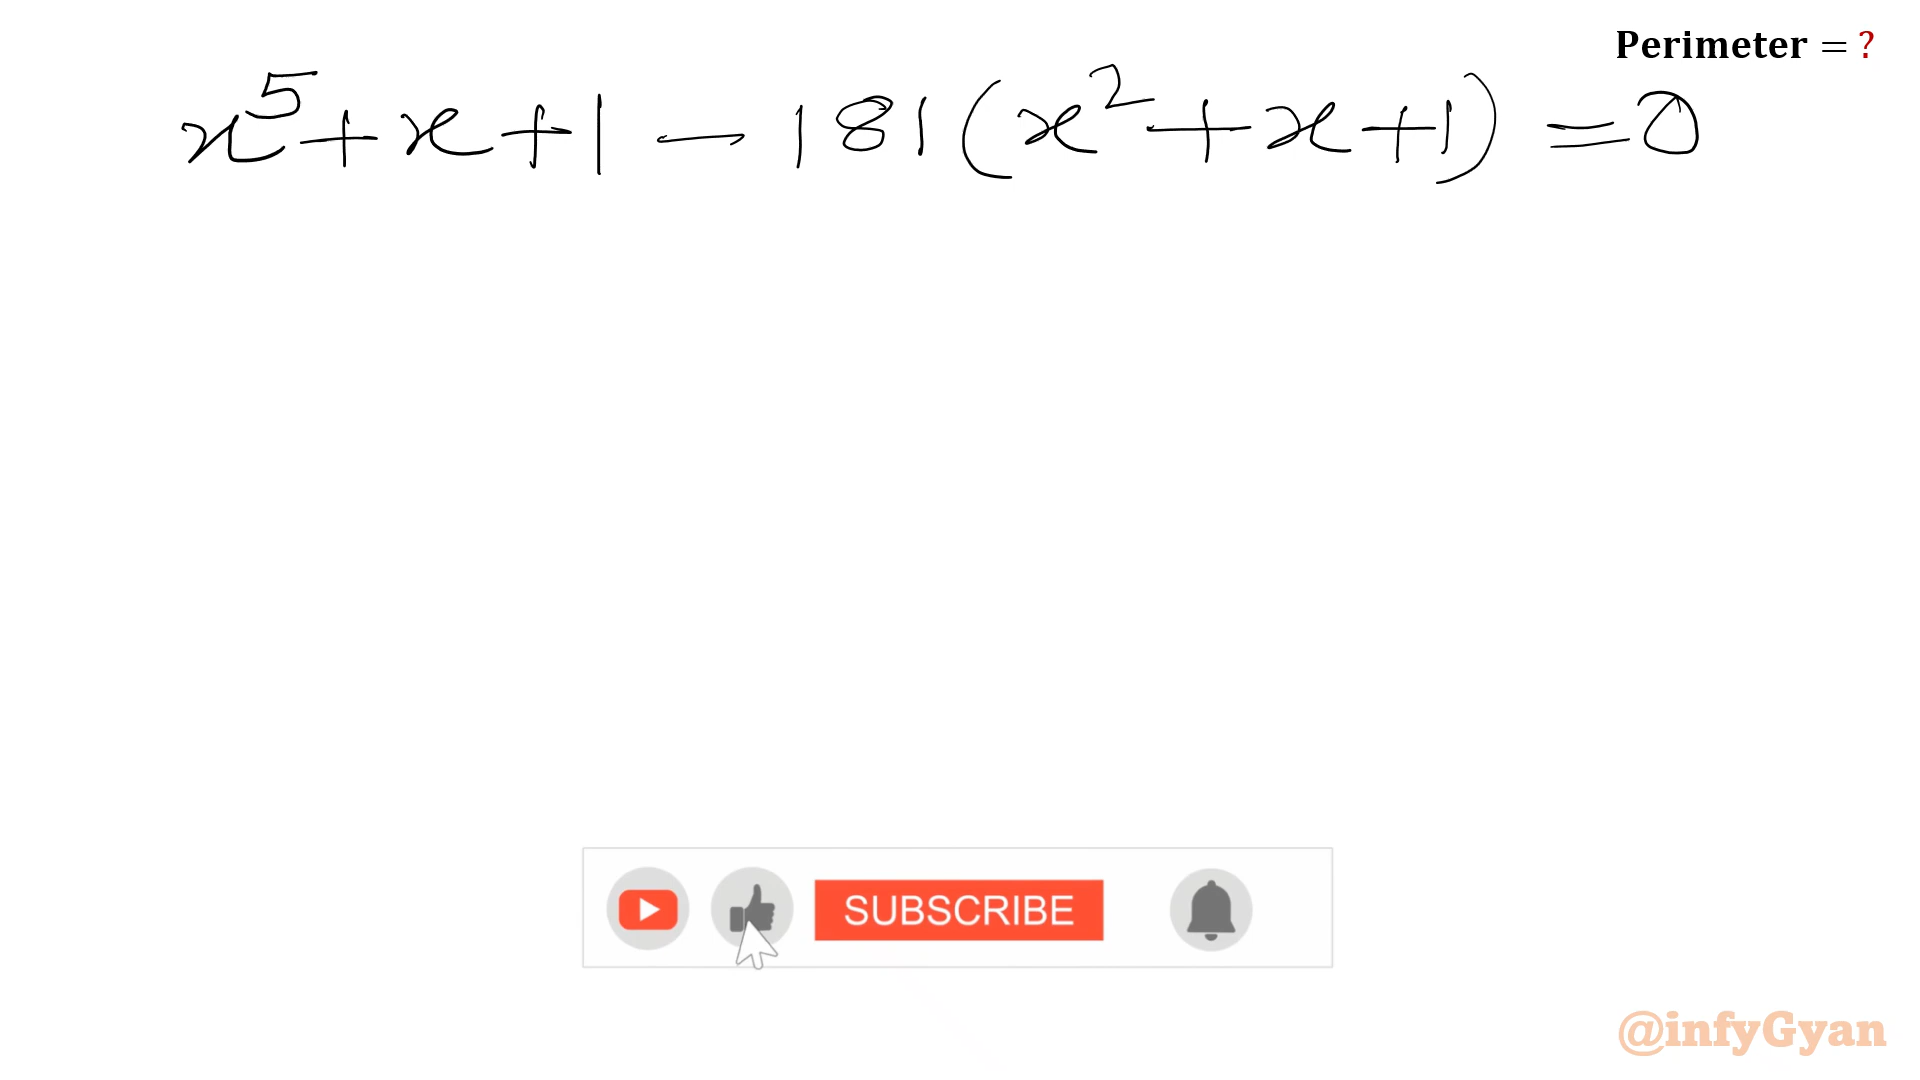 Perimeter = ?
x⁵ + x + 1 − 181 (x² + x + 1) = 0
SUBSCRIBE
@infyGyan